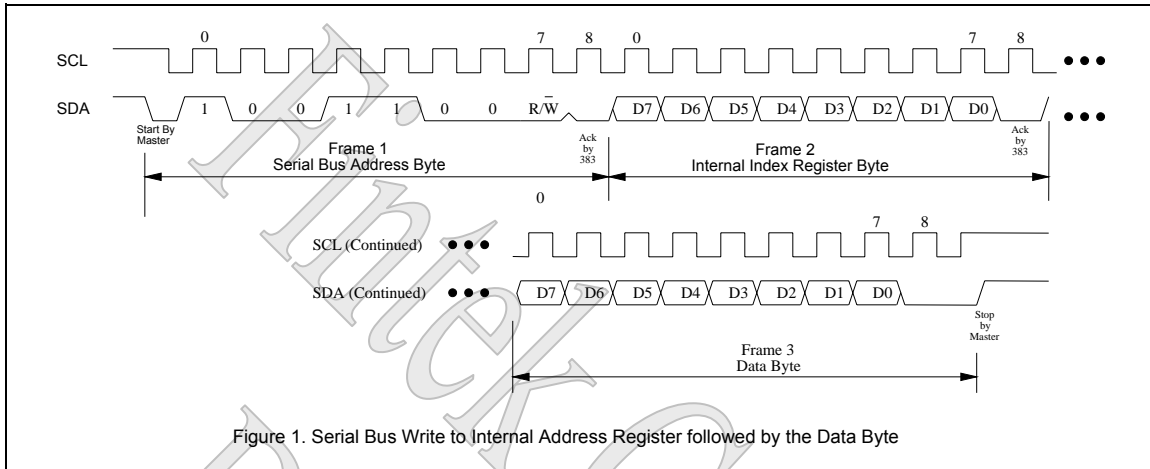 0 7 8 0 7 8
SCL
SDA 1 0 0 1 1 0 0 R/W̅ D7 D6 D5 D4 D3 D2 D1 D0
Start By
Master
Ack
by
383
Ack
by
383
Frame 1
Serial Bus Address Byte
Frame 2
Internal Index Register Byte
0 7 8
SCL (Continued)
SDA (Continued) D7 D6 D5 D4 D3 D2 D1 D0
Stop
by
Master
Frame 3
Data Byte
Figure 1. Serial Bus Write to Internal Address Register followed by the Data Byte
Fintek